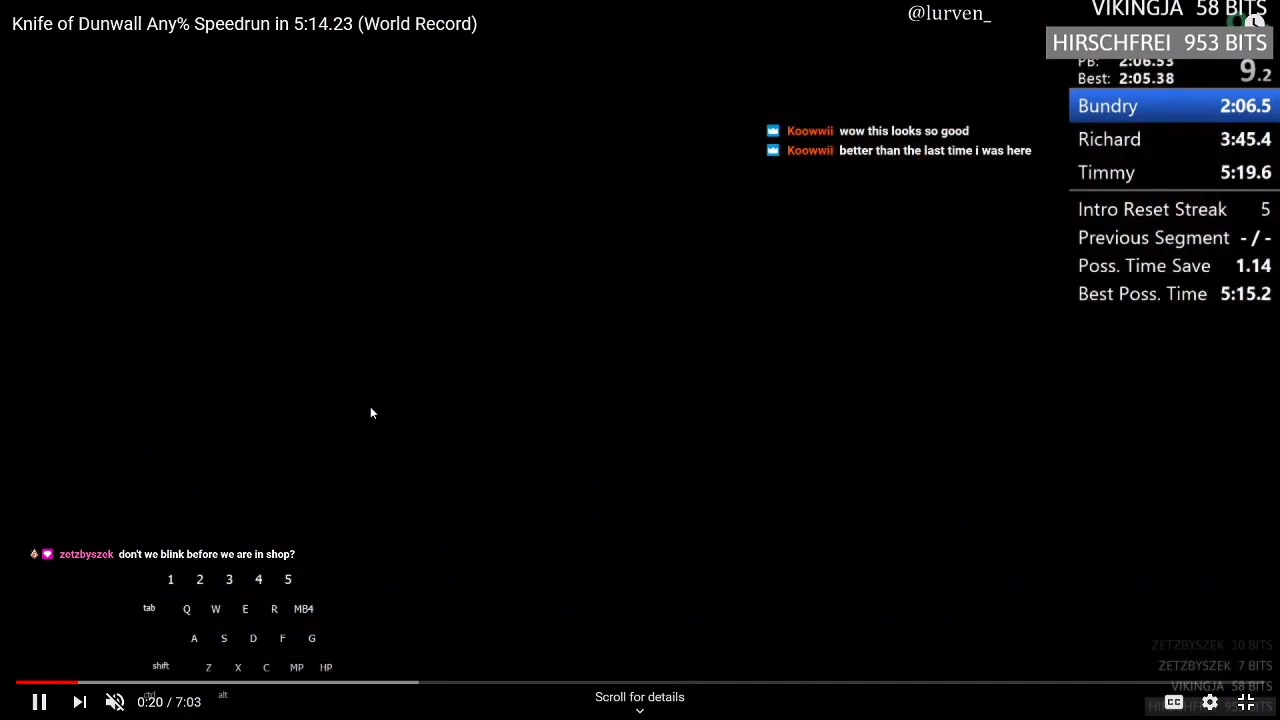 Knife of Dunwall Any% Speedrun in 5:14.23 (World Record)
@lurven_
VIKINGJA 58 BITS
HIRSCHFREI 953 BITS
PB: 2:06.53
Best: 2:05.38
9.2
Bundry 2:06.5
Richard 3:45.4
Timmy 5:19.6
Intro Reset Streak 5
Previous Segment - / -
Poss. Time Save 1.14
Best Poss. Time 5:15.2
Koowwii wow this looks so good
Koowwii better than the last time i was here
zetzbyszek don't we blink before we are in shop?
1 2 3 4 5
tab Q W E R MB4
A S D F G
shift Z X C MP HP
ctrl alt
ZETZBYSZEK 10 BITS
ZETZBYSZEK 7 BITS
VIKINGJA 58 BITS
0:20 / 7:03
Scroll for details
CC